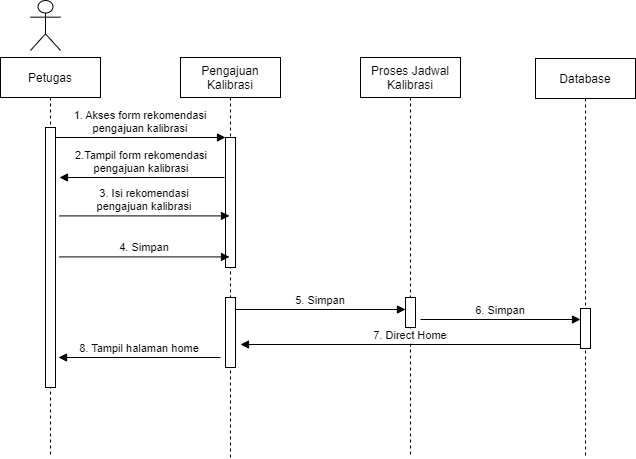 Petugas
Pengajuan
Kalibrasi
Proses Jadwal
Kalibrasi
Database
1. Akses form rekomendasi
pengajuan kalibrasi
2.Tampil form rekomendasi
pengajuan kalibrasi
3. Isi rekomendasi
pengajuan kalibrasi
4. Simpan
5. Simpan
6. Simpan
7. Direct Home
8. Tampil halaman home